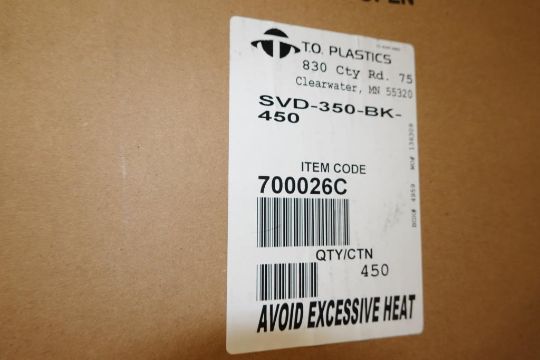 T.O. PLASTICS
830 Cty Rd. 75
Clearwater, MN 55320
SVD-350-BK-
450
ITEM CODE
700026C
QTY/CTN
450
AVOID EXCESSIVE HEAT